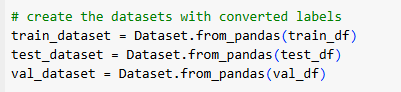 # create the datasets with converted labels
train_dataset = Dataset.from_pandas(train_df)
test_dataset = Dataset.from_pandas(test_df)
val_dataset = Dataset.from_pandas(val_df)